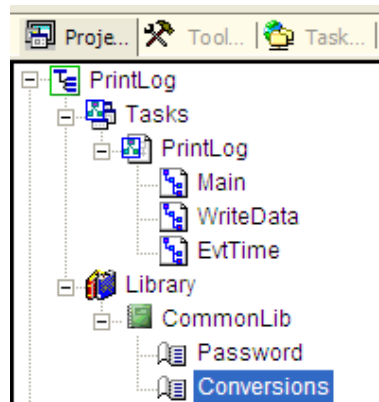 Proje... Tool... Task...
PrintLog
Tasks
PrintLog
Main
WriteData
EvtTime
Library
CommonLib
Password
Conversions